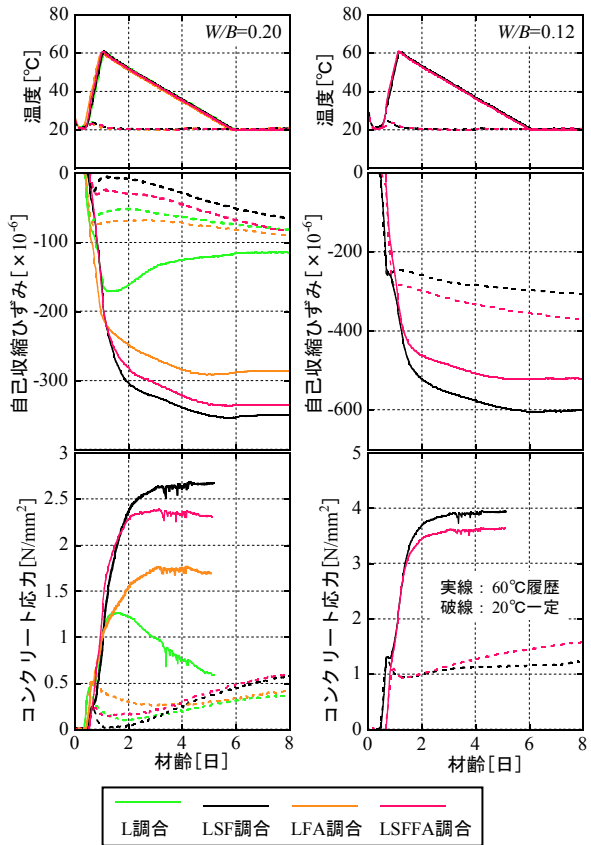 W/B=0.20
W/B=0.12
温度[℃]
80
60
40
20
温度[℃]
80
60
40
20
自己収縮ひずみ[×10-6]
0
-100
-200
-300
自己収縮ひずみ[×10-6]
0
-200
-400
-600
コンクリート応力[N/mm2]
3
2.5
2
1.5
1
0.5
0
コンクリート応力[N/mm2]
5
4
3
2
1
0
実線：60℃履歴
破線：20℃一定
0 2 4 6 8
材齢[日]
0 2 4 6 8
材齢[日]
L調合 LSF調合 LFA調合 LSFFA調合